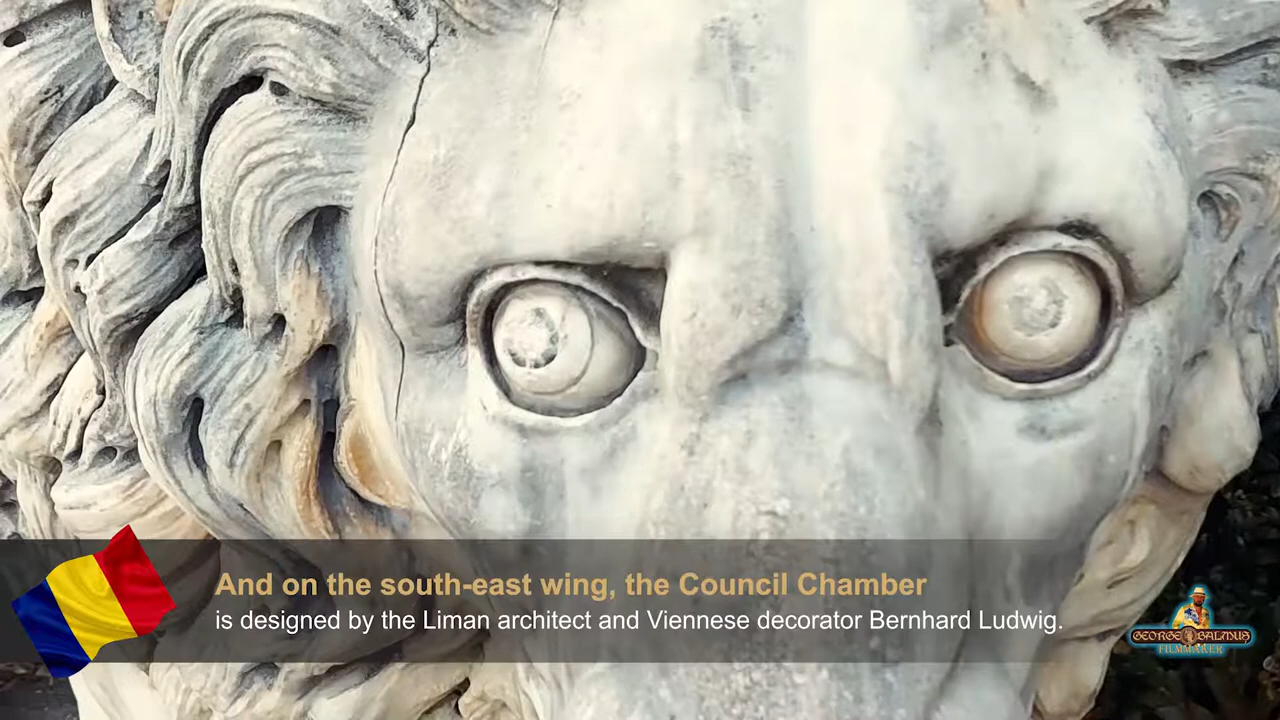 And on the south-east wing, the Council Chamber
is designed by the Liman architect and Viennese decorator Bernhard Ludwig.
GEORGE GALMUS
FILMMAKER